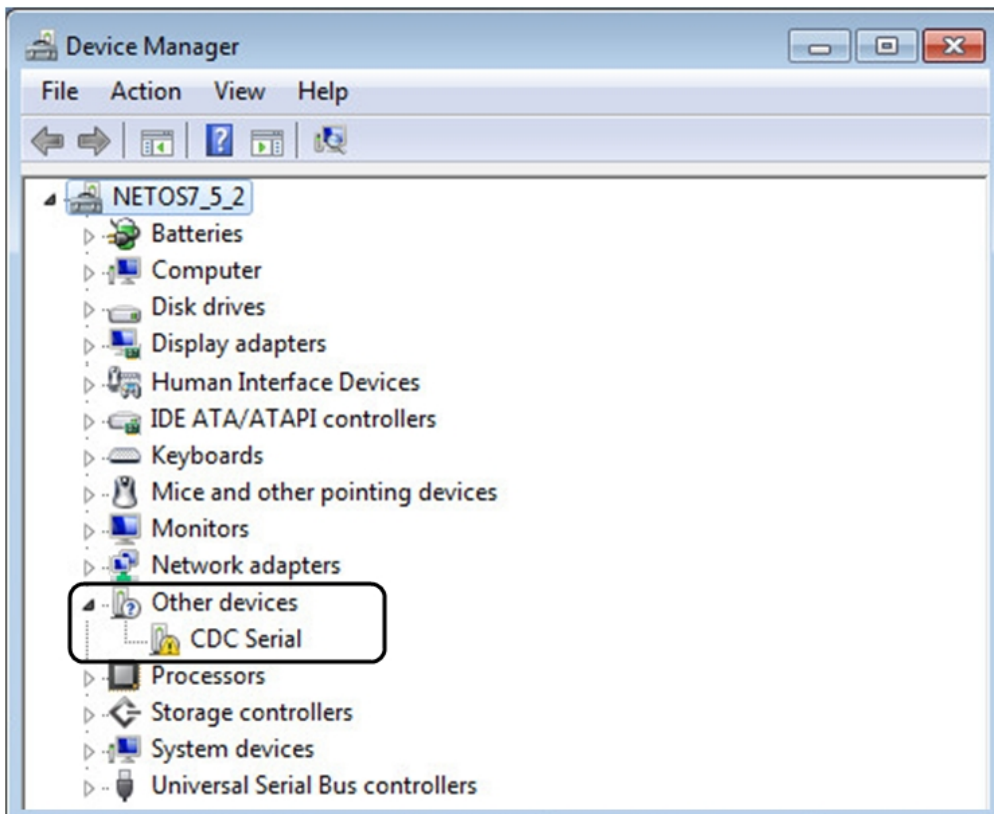 Device Manager
File Action View Help
NETOS7_5_2
Batteries
Computer
Disk drives
Display adapters
Human Interface Devices
IDE ATA/ATAPI controllers
Keyboards
Mice and other pointing devices
Monitors
Network adapters
Other devices
CDC Serial
Processors
Storage controllers
System devices
Universal Serial Bus controllers